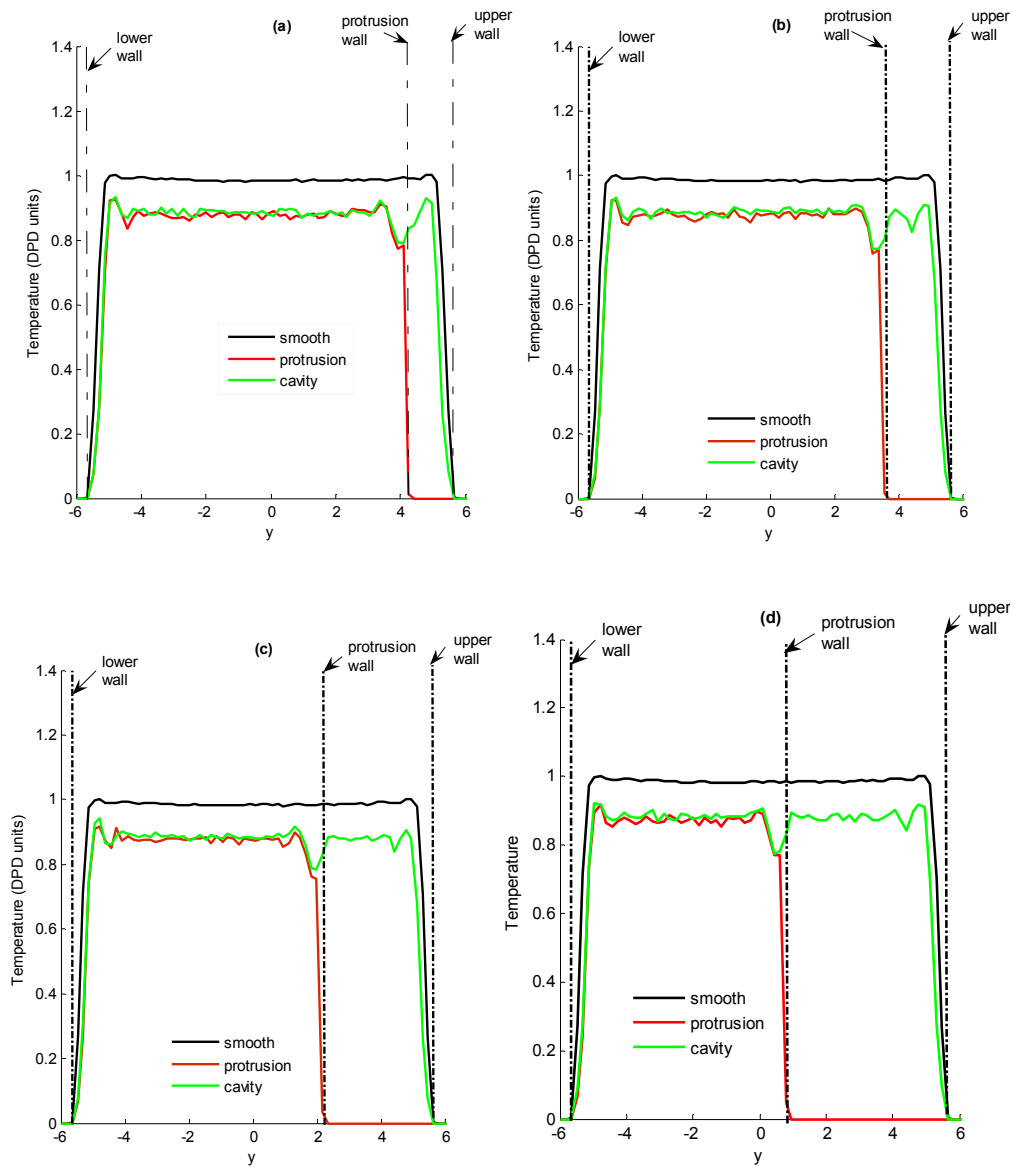 (a)
protrusion
wall
upper
wall
lower
wall
1.4
1.2
1
0.8
0.6
0.4
0.2
0
Temperature (DPD units)
smooth
protrusion
cavity
-6
-4
-2
0
2
4
6
y
(b)
protrusion
wall
upper
wall
lower
wall
1.4
1.2
1
0.8
0.6
0.4
0.2
0
Temperature (DPD units)
smooth
protrusion
cavity
-6
-4
-2
0
2
4
6
y
(c)
protrusion
wall
upper
wall
lower
wall
1.4
1.2
1
0.8
0.6
0.4
0.2
0
Temperature (DPD units)
smooth
protrusion
cavity
-6
-4
-2
0
2
4
6
y
(d)
protrusion
wall
upper
wall
lower
wall
1.4
1.2
1
0.8
0.6
0.4
0.2
0
Temperature
smooth
protrusion
cavity
-6
-4
-2
0
2
4
6
y